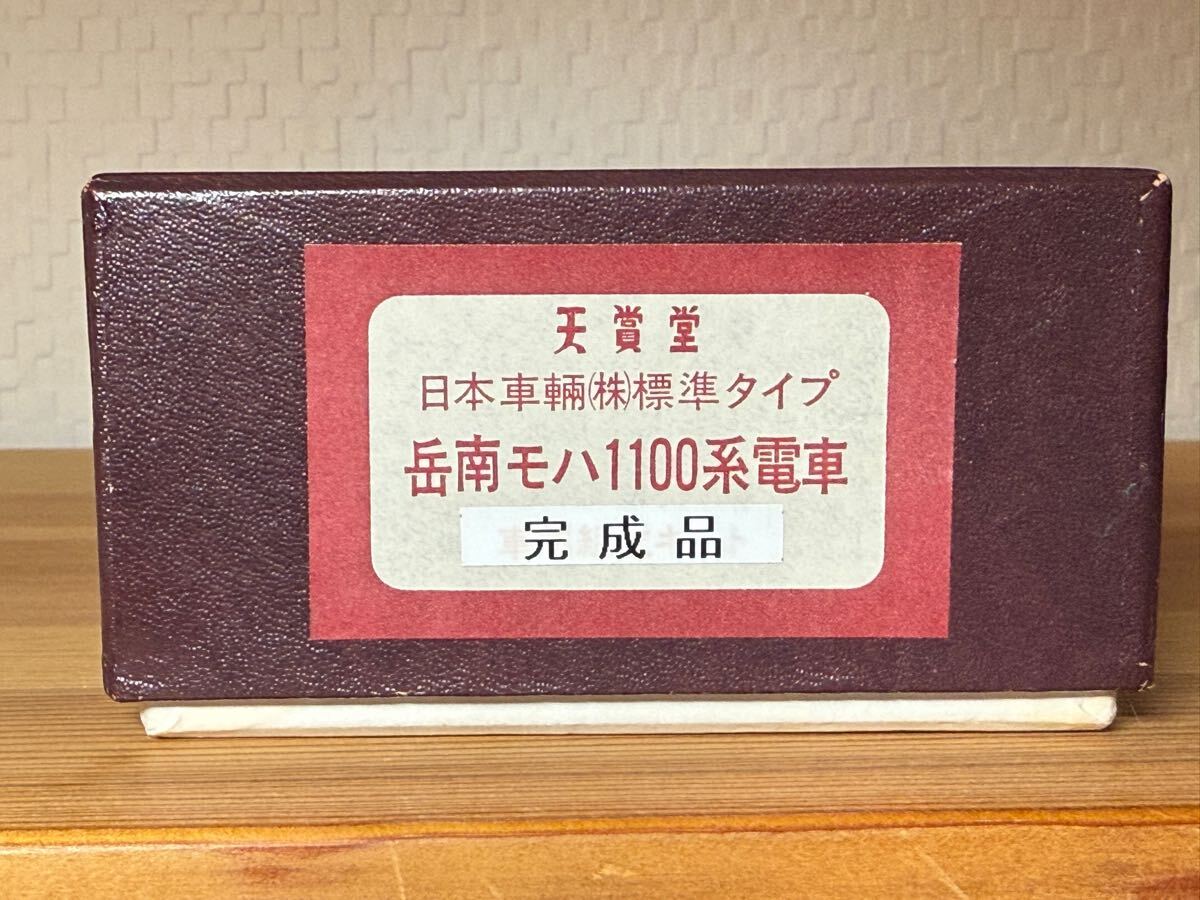 天賞堂
日本車輛㈱標準タイプ
岳南モハ1100系電車
完成品